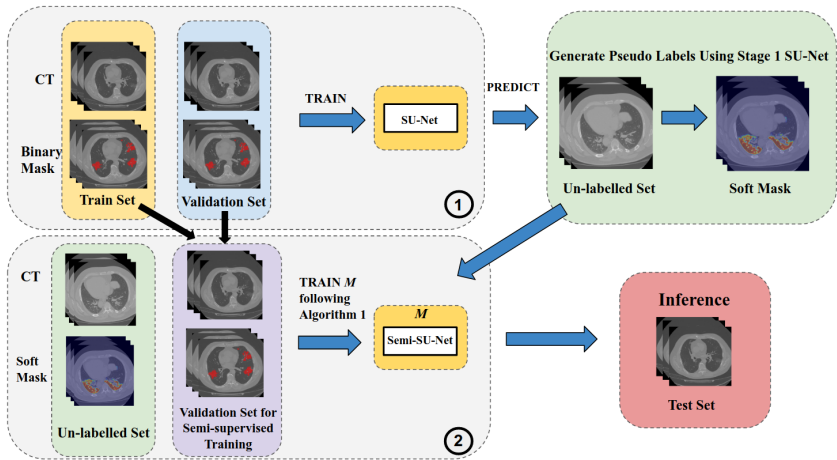 CT
Binary
Mask
Train Set
Validation Set
TRAIN
SU-Net
1
PREDICT
Generate Pseudo Labels Using Stage 1 SU-Net
Un-labelled Set
Soft Mask
CT
Soft
Mask
Un-labelled Set
Validation Set for
Semi-supervised
Training
TRAIN M
following
Algorithm 1
M
Semi-SU-Net
2
Inference
Test Set